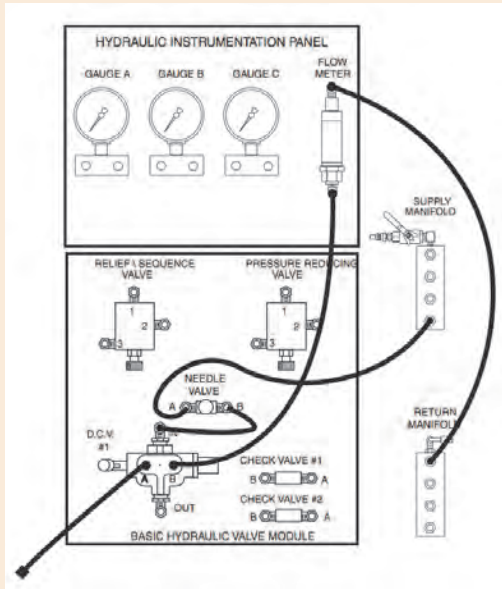 HYDRAULIC INSTRUMENTATION PANEL
GAUGE A
GAUGE B
GAUGE C
FLOW
METER
SUPPLY
MANIFOLD
RELIEF \ SEQUENCE
VALVE
PRESSURE REDUCING
VALVE
1
2
3
1
2
3
NEEDLE
VALVE
A
B
D.C.V.
#1
A
B
OUT
CHECK VALVE #1
B
A
CHECK VALVE #2
B
A
RETURN
MANIFOLD
BASIC HYDRAULIC VALVE MODULE